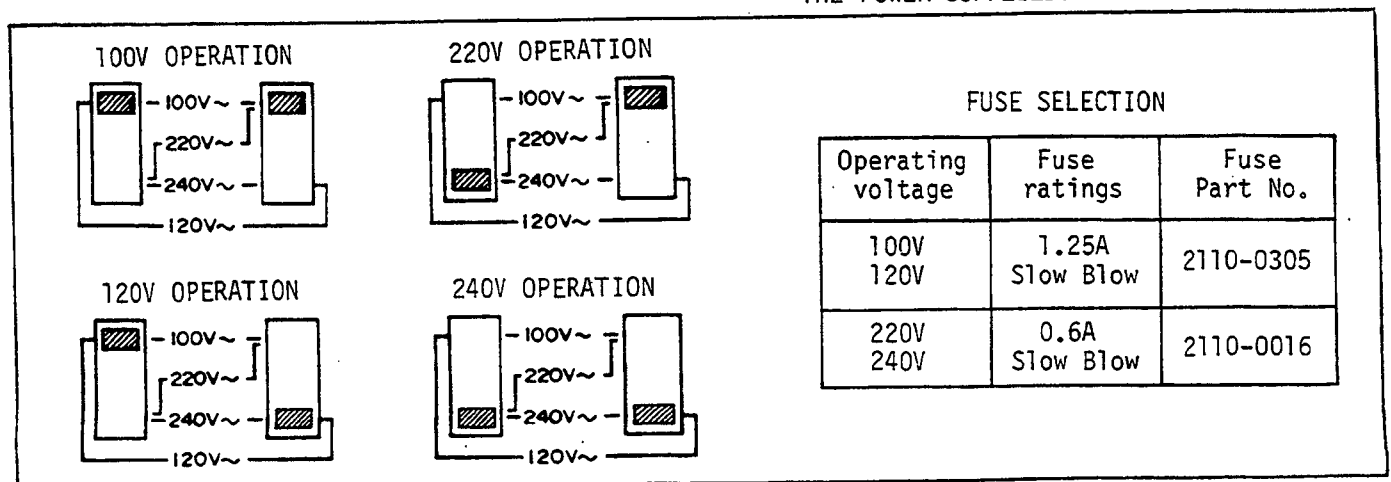 100V OPERATION
100V~
220V~
240V~
120V~
220V OPERATION
100V~
220V~
240V~
120V~
120V OPERATION
100V~
220V~
240V~
120V~
240V OPERATION
100V~
220V~
240V~
120V~
FUSE SELECTION
Operating voltage | Fuse ratings | Fuse Part No.
100V 120V | 1.25A Slow Blow | 2110-0305
220V 240V | 0.6A Slow Blow | 2110-0016